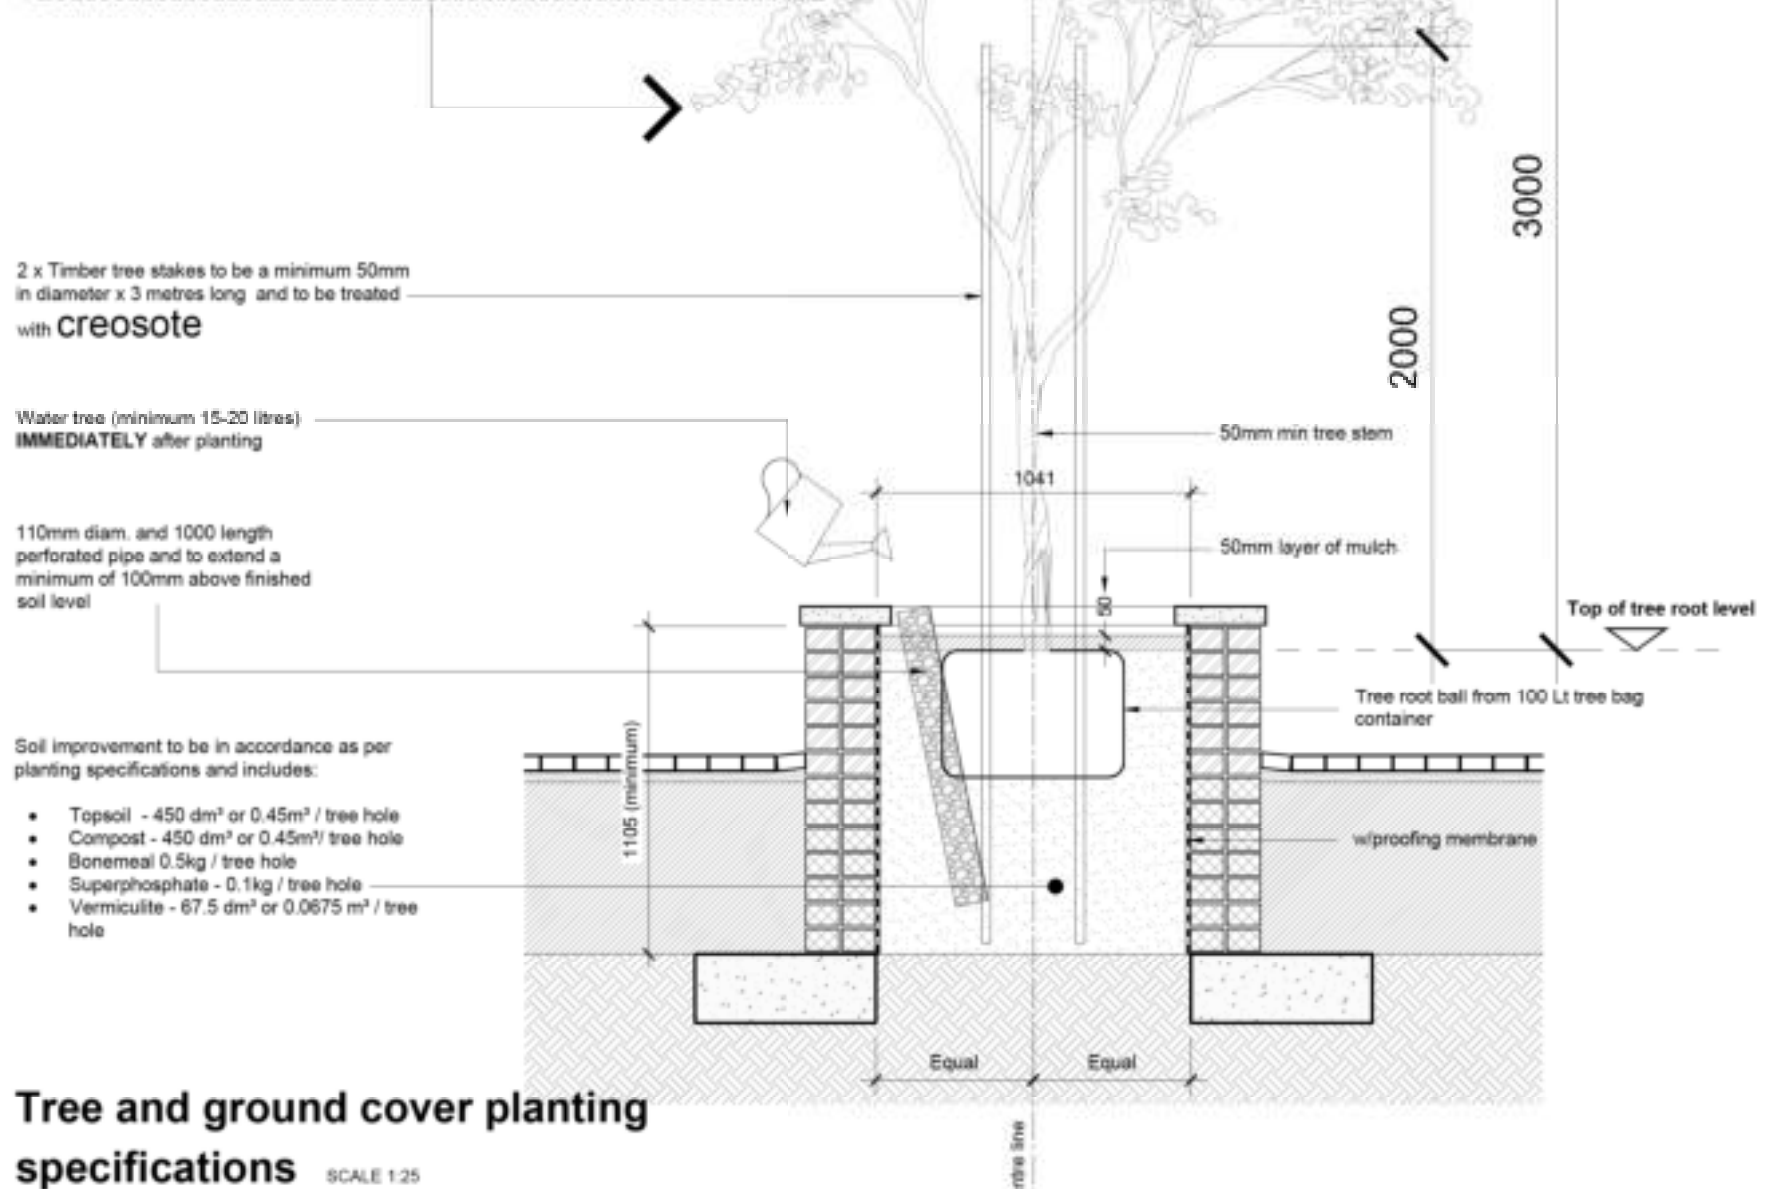 3000
2 x Timber tree stakes to be a minimum 50mm
in diameter x 3 metres long and to be treated
with creosote
2000
Water tree (minimum 15-20 litres)
IMMEDIATELY after planting
50mm min tree stem
1041
110mm diam. and 1000 length
perforated pipe and to extend a
minimum of 100mm above finished
soil level
50mm layer of mulch
50
Top of tree root level
Tree root ball from 100 Lt tree bag
container
1105 (minimum)
Soil improvement to be in accordance as per
planting specifications and includes:
• Topsoil - 450 dm³ or 0.45m³ / tree hole
• Compost - 450 dm³ or 0.45m³/ tree hole
• Bonemeal 0.5kg / tree hole
• Superphosphate - 0.1kg / tree hole
• Vermiculite - 67.5 dm³ or 0.0675 m³ / tree
hole
w/proofing membrane
Equal
Equal
Tree and ground cover planting
specifications SCALE 1:25
line